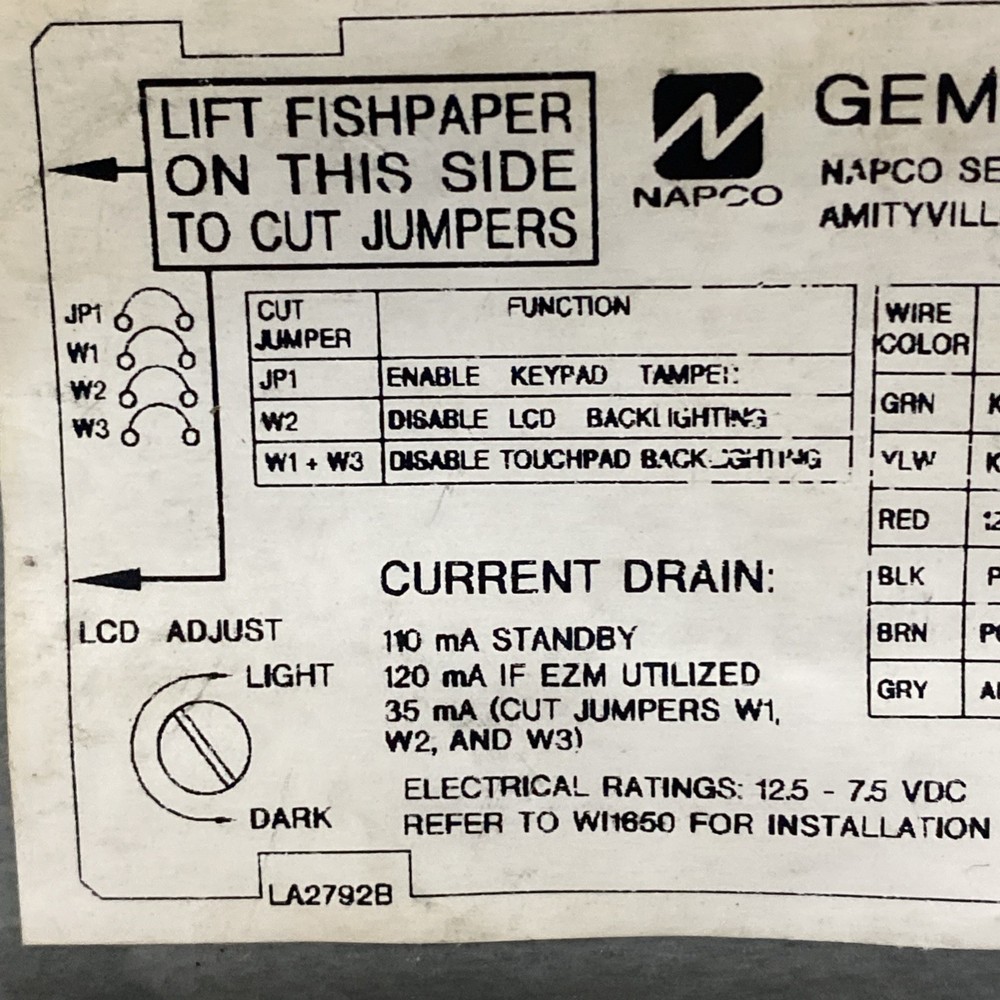 LIFT FISHPAPER
ON THIS SIDE
TO CUT JUMPERS
NAPCO
GEM
NAPCO SE
AMITYVILL
JP1
W1
W2
W3
CUT JUMPER FUNCTION
JP1 ENABLE KEYPAD TAMPER
W2 DISABLE LCD BACKLIGHTING
W1 + W3 DISABLE TOUCHPAD BACKLIGHTING
WIRE
COLOR
GRN K
YLW K
RED 12
BLK P
BRN P
GRY A
LCD ADJUST
LIGHT
DARK
CURRENT DRAIN:
110 mA STANDBY
120 mA IF EZM UTILIZED
35 mA (CUT JUMPERS W1,
W2, AND W3)
ELECTRICAL RATINGS: 12.5 - 7.5 VDC
REFER TO WI1650 FOR INSTALLATION
LA2792B